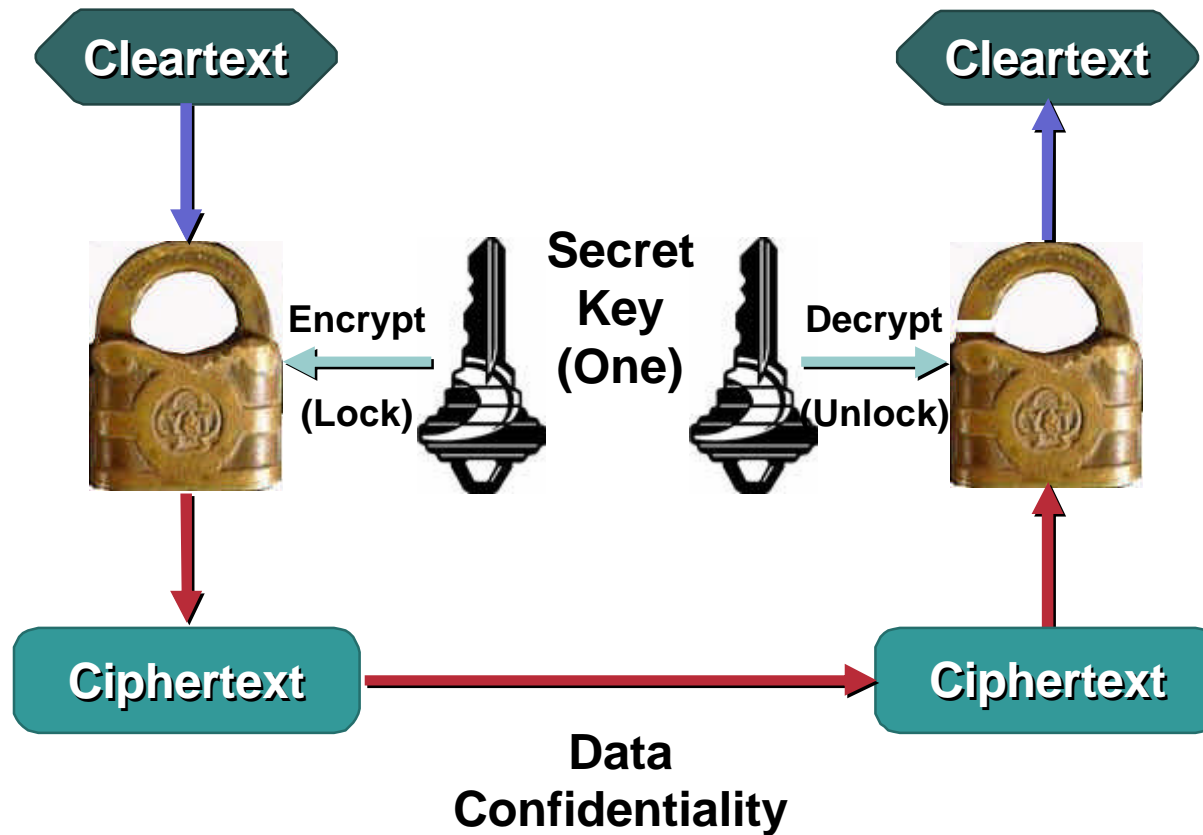 Cleartext
Cleartext
Secret
Key
(One)
Encrypt
(Lock)
Decrypt
(Unlock)
Ciphertext
Ciphertext
Data
Confidentiality